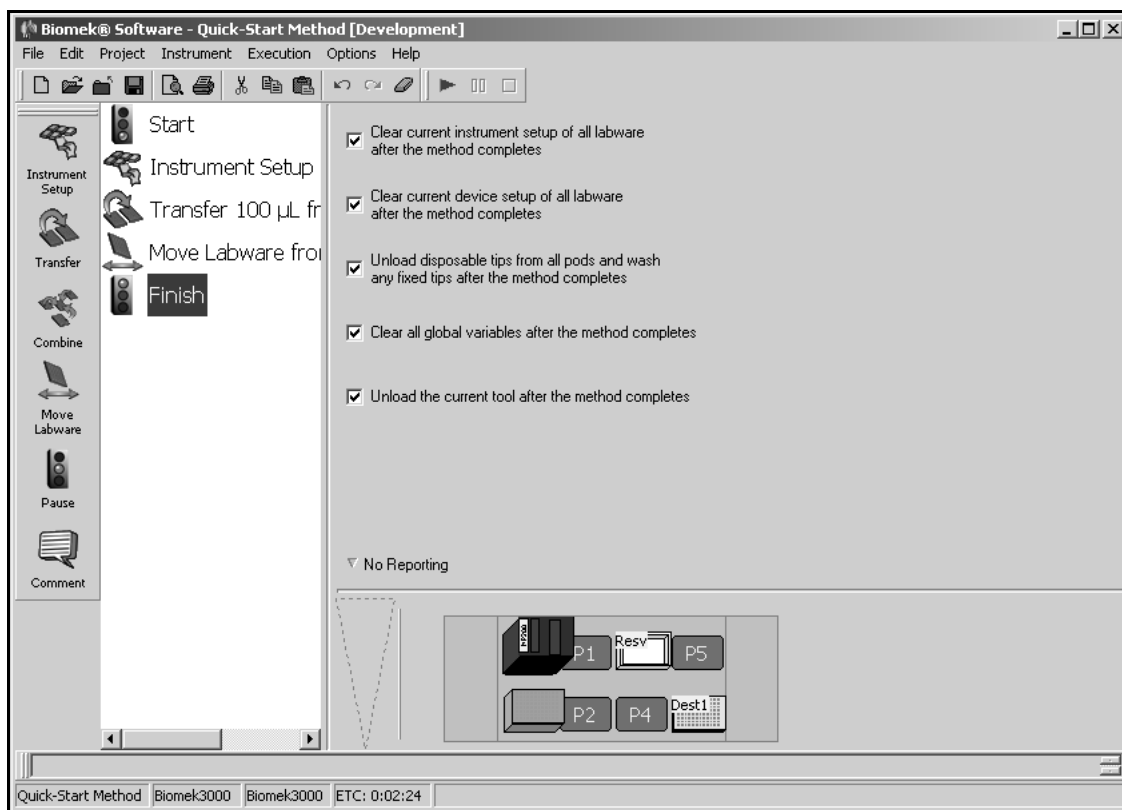 Biomek® Software - Quick-Start Method [Development]
File Edit Project Instrument Execution Options Help
Instrument
Setup
Transfer
Combine
Move
Labware
Pause
Comment
Start
Instrument Setup
Transfer 100 µL fr
Move Labware from
Finish
Clear current instrument setup of all labware
after the method completes
Clear current device setup of all labware
after the method completes
Unload disposable tips from all pods and wash
any fixed tips after the method completes
Clear all global variables after the method completes
Unload the current tool after the method completes
No Reporting
MP200
P1
Resv
P5
P2
P4
Dest1
Quick-Start Method Biomek3000 Biomek3000 ETC: 0:02:24